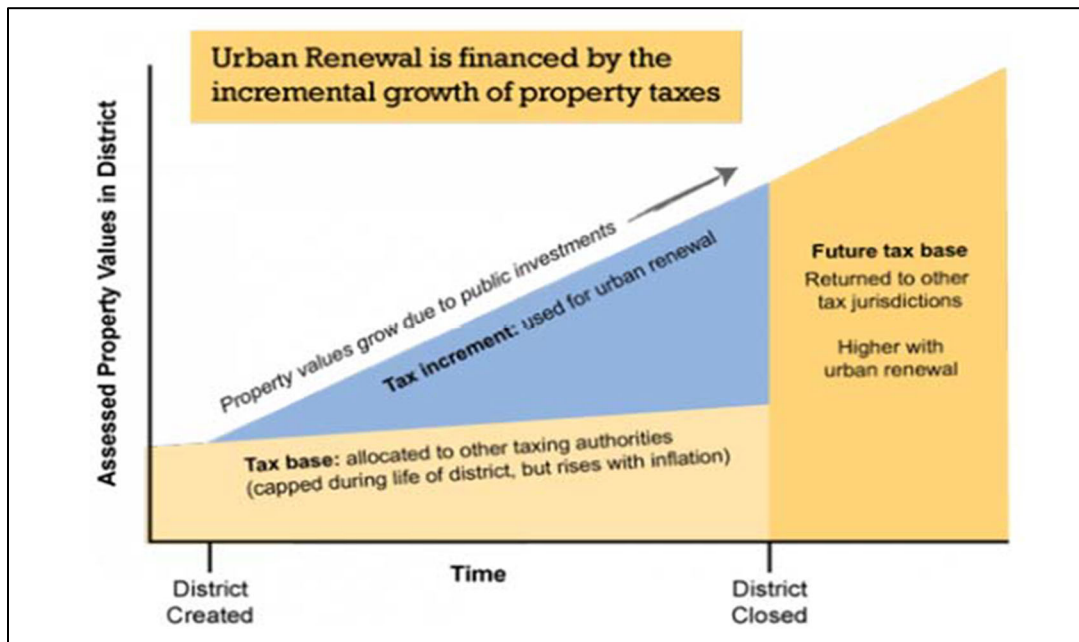 Urban Renewal is financed by the
incremental growth of property taxes
Assessed Property Values in District
Property values grow due to public investments
Tax increment: used for urban renewal
Future tax base
Returned to other
tax jurisdictions
Higher with
urban renewal
Tax base: allocated to other taxing authorities
(capped during life of district, but rises with inflation)
District
Created
Time
District
Closed